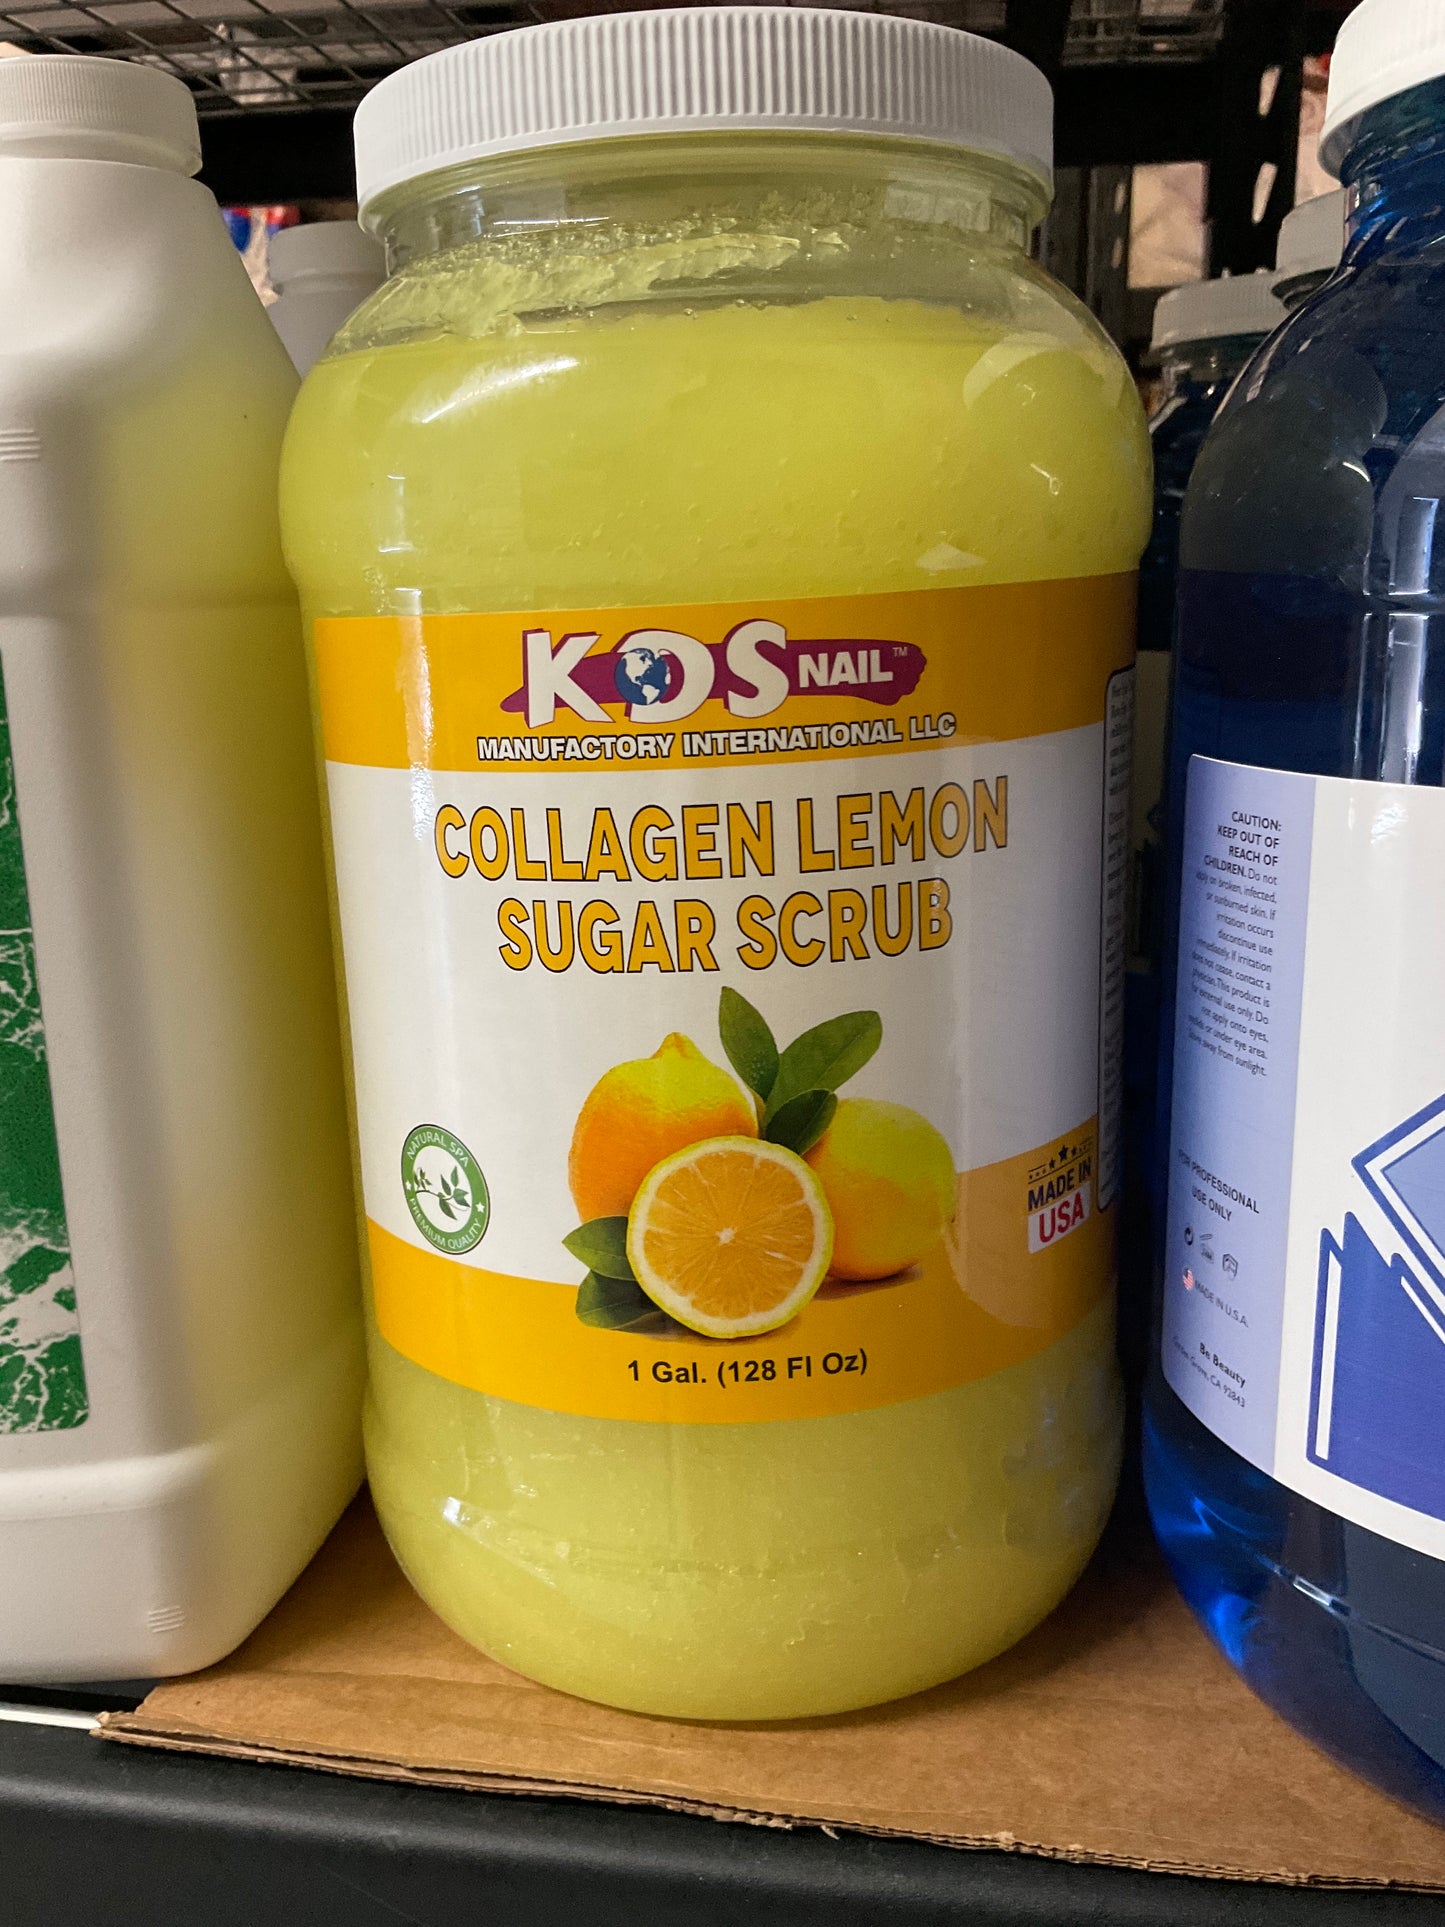 KDS NAIL™
MANUFACTORY INTERNATIONAL LLC
COLLAGEN LEMON
SUGAR SCRUB
NATURAL SPA
PREMIUM QUALITY
MADE IN
USA
1 Gal. (128 Fl Oz)
CAUTION:
KEEP OUT OF
REACH OF
CHILDREN. Do not
apply on broken, infected,
or sunburned skin. If
irritation occurs
discontinue use
immediately. If irritation
does not cease, contact a
physician. This product is
for external use only. Do
not apply onto eyes,
or under eye area.
away from sunlight.
FOR PROFESSIONAL
USE ONLY
MADE IN U.S.A.
Be Beauty
Grove, CA 92843